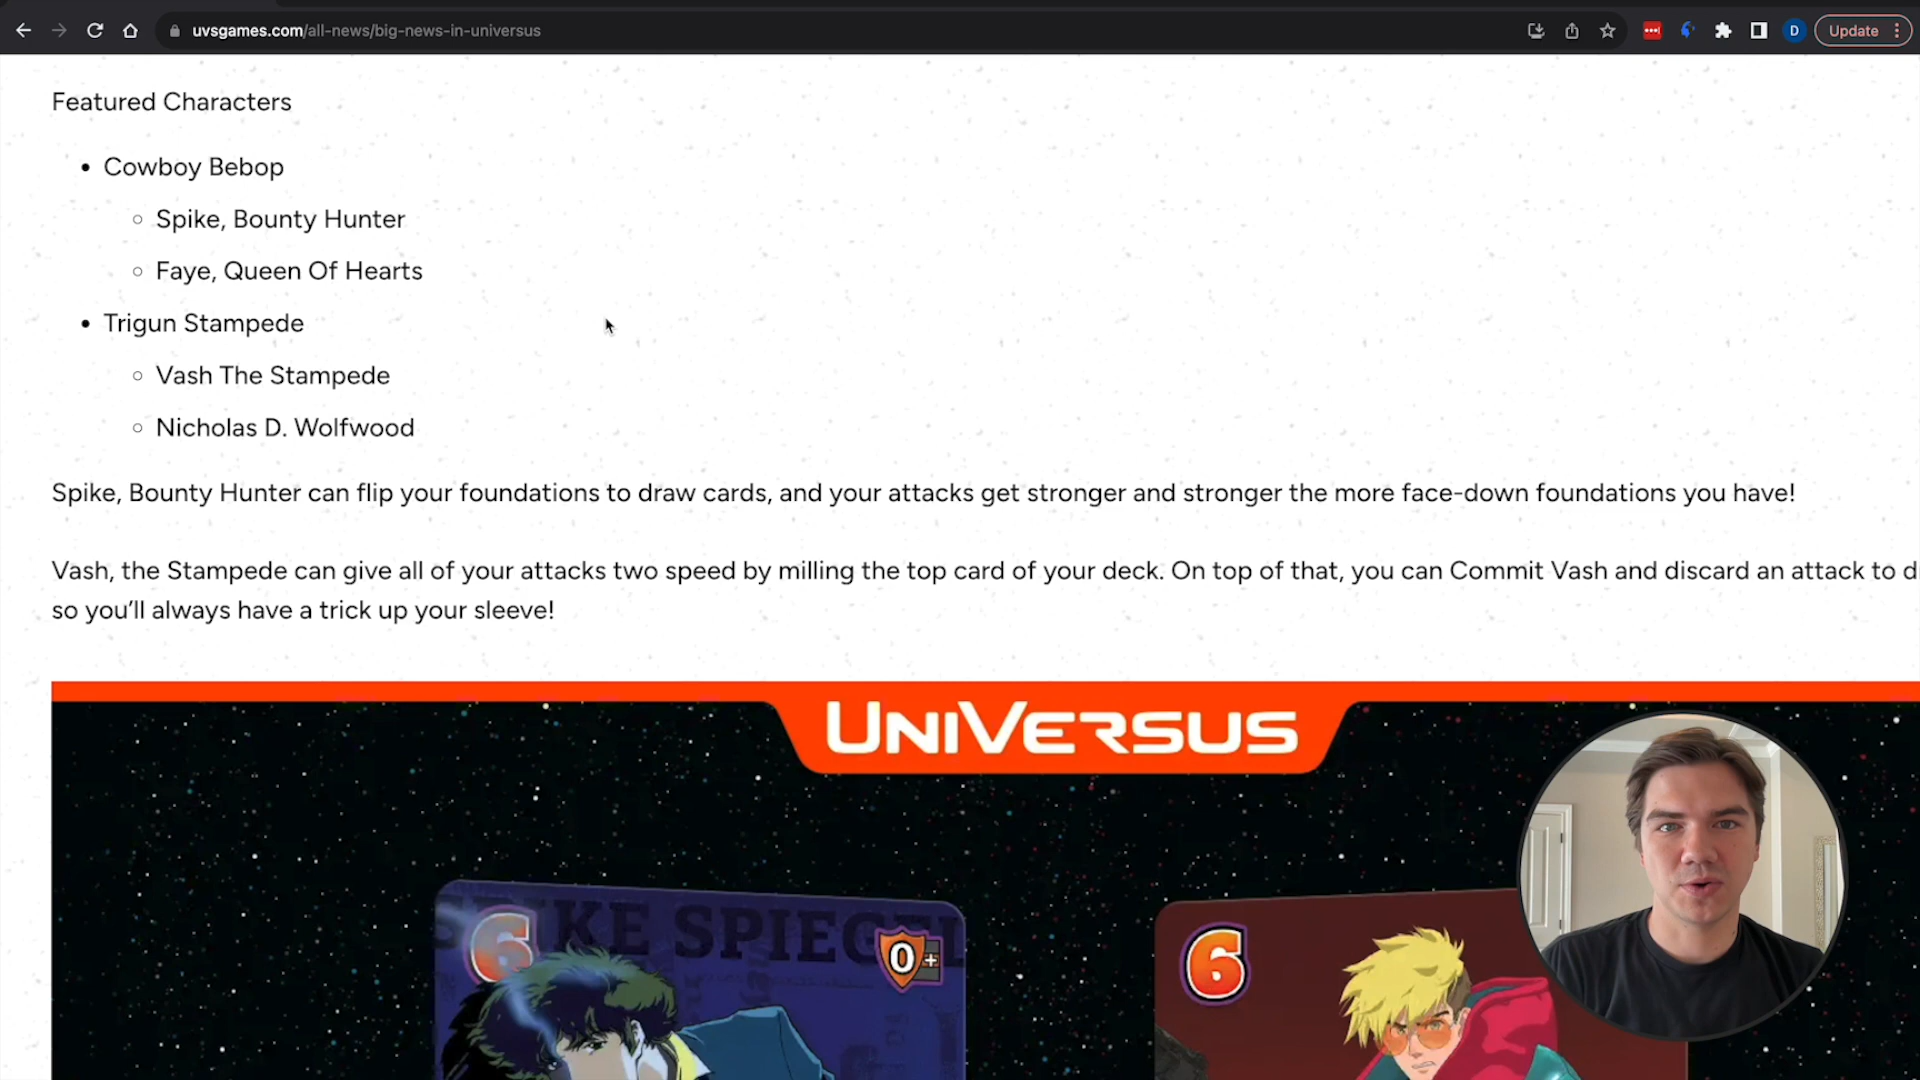 uvsgames.com/all-news/big-news-in-universus
D
Update
Featured Characters
Cowboy Bebop
Spike, Bounty Hunter
Faye, Queen Of Hearts
Trigun Stampede
Vash The Stampede
Nicholas D. Wolfwood
Spike, Bounty Hunter can flip your foundations to draw cards, and your attacks get stronger and stronger the more face-down foundations you have!
Vash, the Stampede can give all of your attacks two speed by milling the top card of your deck. On top of that, you can Commit Vash and discard an attack to
so you’ll always have a trick up your sleeve!
UNIVERSUS
SPIKE SPIEGEL
6
0+
6